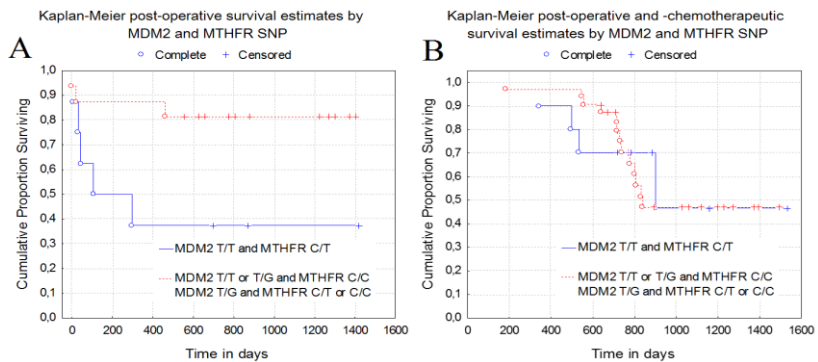 Kaplan-Meier post-operative survival estimates by
MDM2 and MTHFR SNP
A
Complete Censored
Cumulative Proportion Surviving
1,0
0,9
0,8
0,7
0,6
0,5
0,4
0,3
0,2
0,1
0,0
MDM2 T/T and MTHFR C/T
MDM2 T/T or T/G and MTHFR C/C
MDM2 T/G and MTHFR C/T or C/C
0 200 400 600 800 1000 1200 1400 1600
Time in days
Kaplan-Meier post-operative and -chemotherapeutic
survival estimates by MDM2 and MTHFR SNP
B
Complete Censored
Cumulative Proportion Surviving
1,0
0,9
0,8
0,7
0,6
0,5
0,4
0,3
0,2
0,1
0,0
MDM2 T/T and MTHFR C/T
MDM2 T/T or T/G and MTHFR C/C
MDM2 T/G and MTHFR C/T or C/C
0 200 400 600 800 1000 1200 1400 1600
Time in days